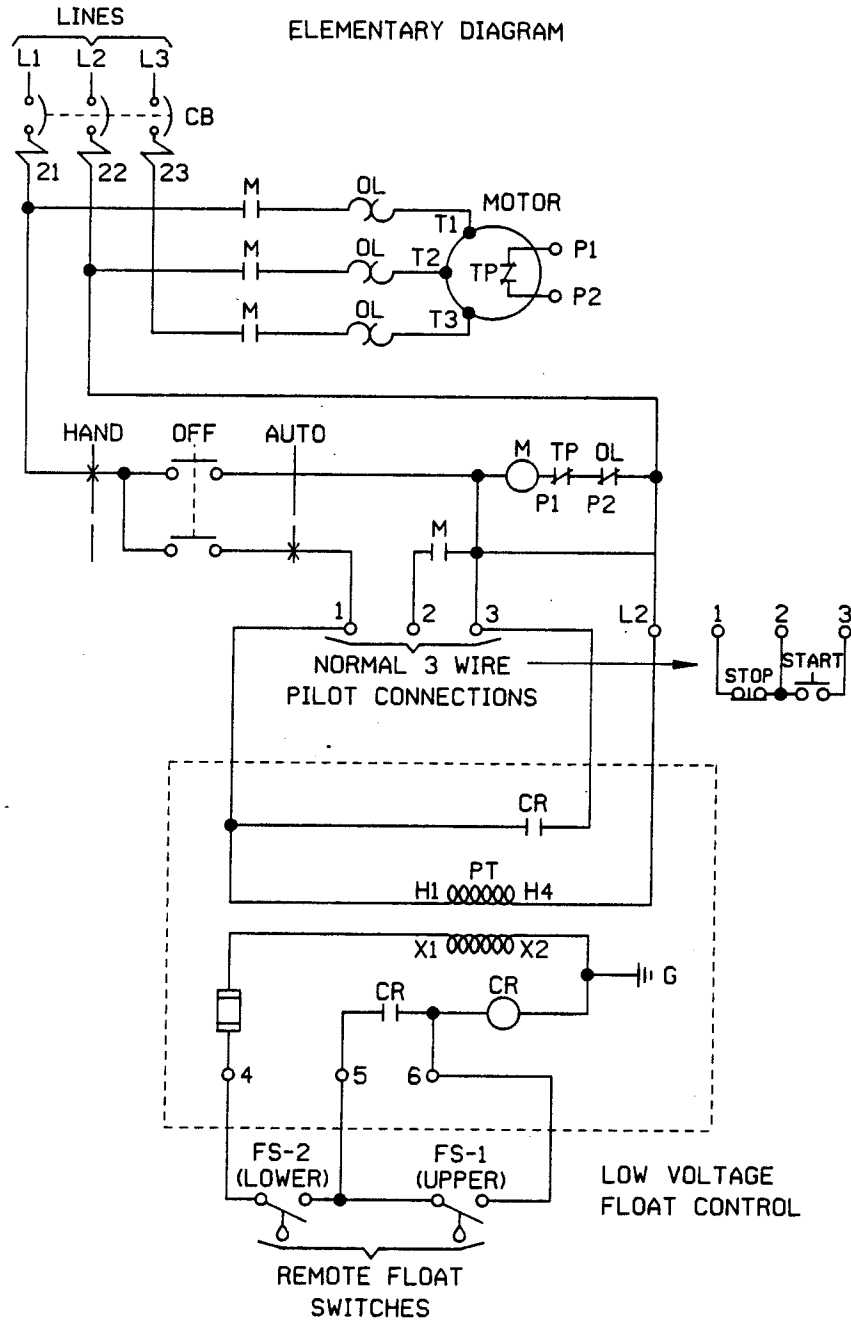 LINES
ELEMENTARY DIAGRAM
L1 L2 L3
CB
21 22 23
M OL MOTOR
T1
M OL T2 TP P1
P2
M OL T3
HAND OFF AUTO
M TP OL
P1 P2
M
1 2 3 L2 1 2 3
NORMAL 3 WIRE
PILOT CONNECTIONS
STOP START
CR
PT
H1 H4
X1 X2
G
CR CR
4 5 6
FS-2
(LOWER)
FS-1
(UPPER)
LOW VOLTAGE
FLOAT CONTROL
REMOTE FLOAT
SWITCHES